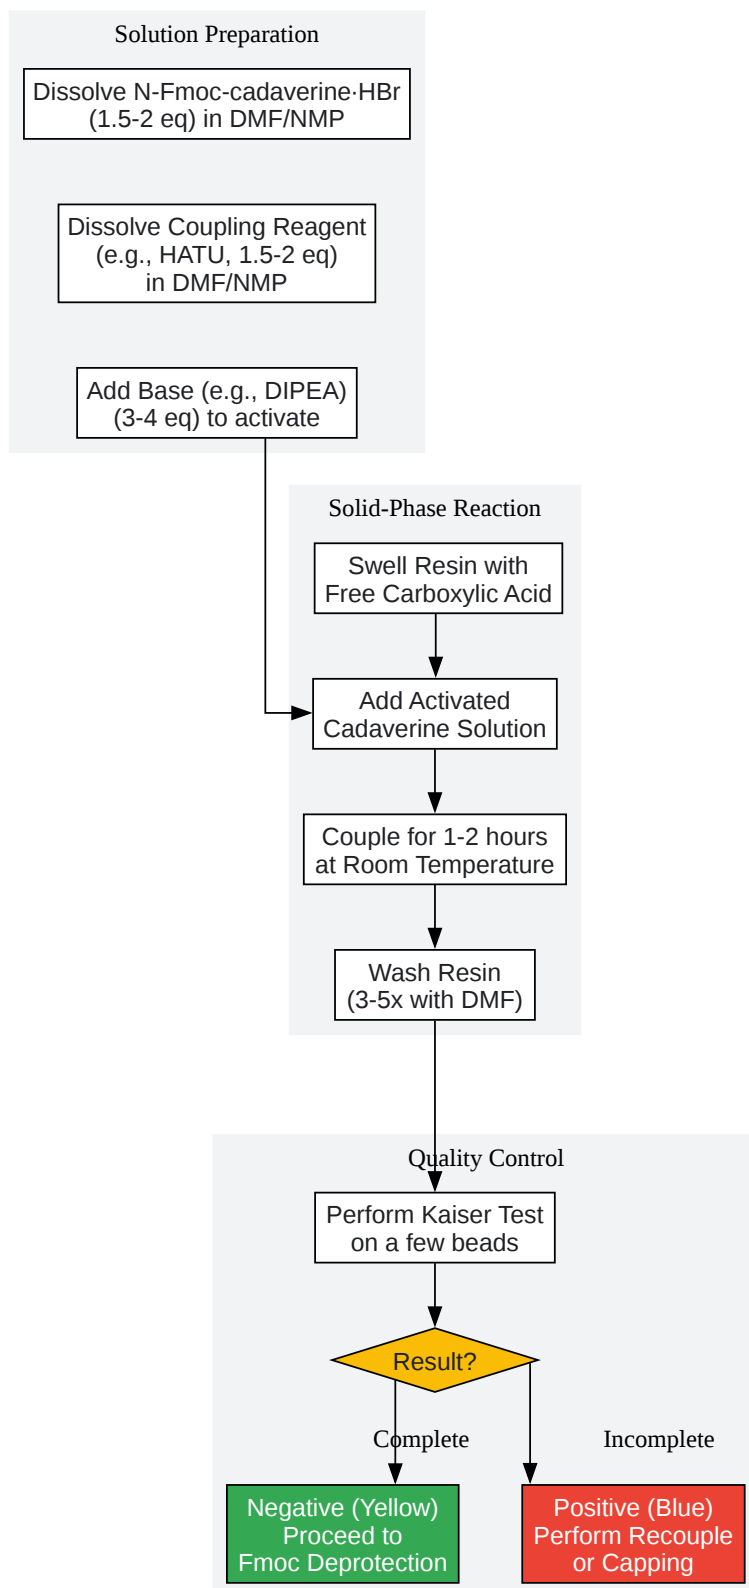 Solution Preparation
Dissolve N-Fmoc-cadaverine·HBr
(1.5-2 eq) in DMF/NMP
Dissolve Coupling Reagent
(e.g., HATU, 1.5-2 eq)
in DMF/NMP
Add Base (e.g., DIPEA)
(3-4 eq) to activate
Solid-Phase Reaction
Swell Resin with
Free Carboxylic Acid
Add Activated
Cadaverine Solution
Couple for 1-2 hours
at Room Temperature
Wash Resin
(3-5x with DMF)
Quality Control
Perform Kaiser Test
on a few beads
Result?
Complete
Incomplete
Negative (Yellow)
Proceed to
Fmoc Deprotection
Positive (Blue)
Perform Recouple
or Capping